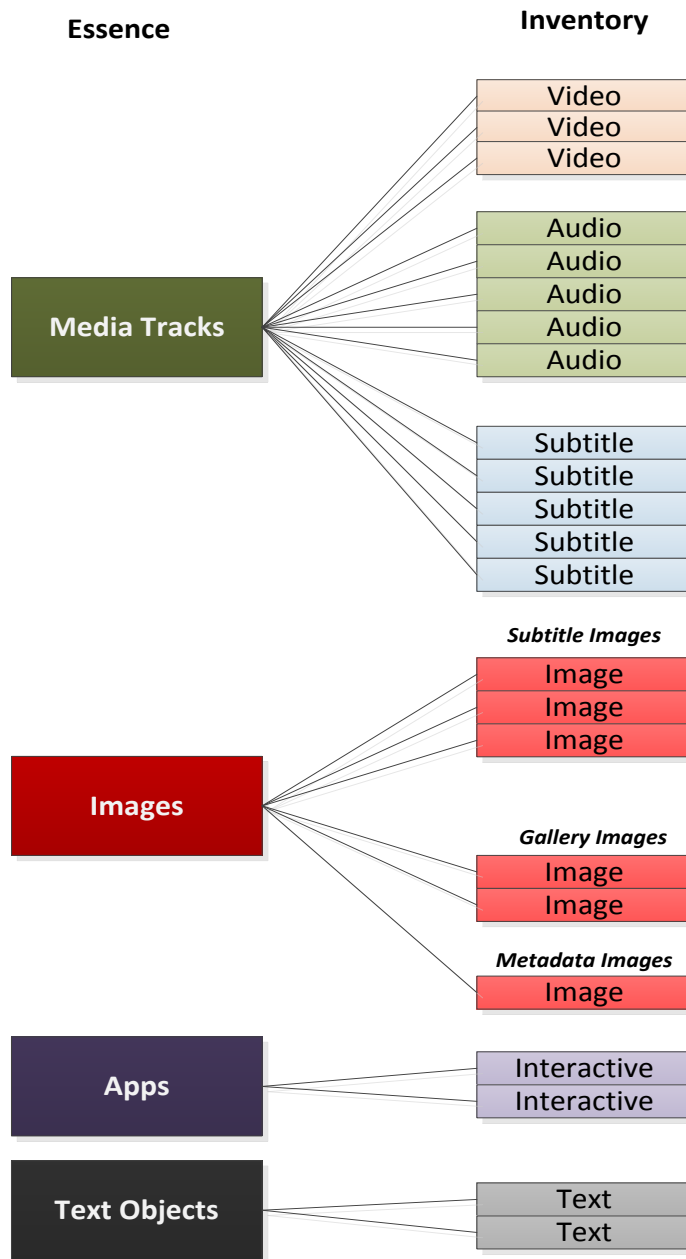 Essence
Inventory
Video
Video
Video
Media Tracks
Audio
Audio
Audio
Audio
Audio
Subtitle
Subtitle
Subtitle
Subtitle
Subtitle
Images
Subtitle Images
Image
Image
Image
Gallery Images
Image
Image
Metadata Images
Image
Apps
Interactive
Interactive
Text Objects
Text
Text